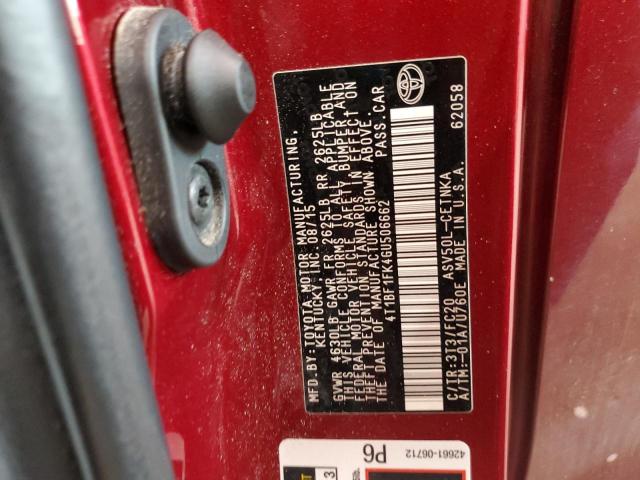 MFD.BY:TOYOTA MOTOR MANUFACTURING,
KENTUCKY, INC. 08/15
GVWR 4630LB GAWR FR 2625LB RR 2625LB
THIS VEHICLE CONFORMS TO ALL APPLICABLE
FEDERAL MOTOR VEHICLE SAFETY, BUMPER,AND
THEFT PREVENTION STANDARDS IN EFFECT ON
THE DATE OF MANUFACTURE SHOWN ABOVE.
4T1BF1FK4GU506662 PASS.CAR
C/TM:3T3/FC20 ASV50L-CETNKA
A/TM:-01A/U760E MADE IN U.S.A.
62058
42661-06712
P6
3